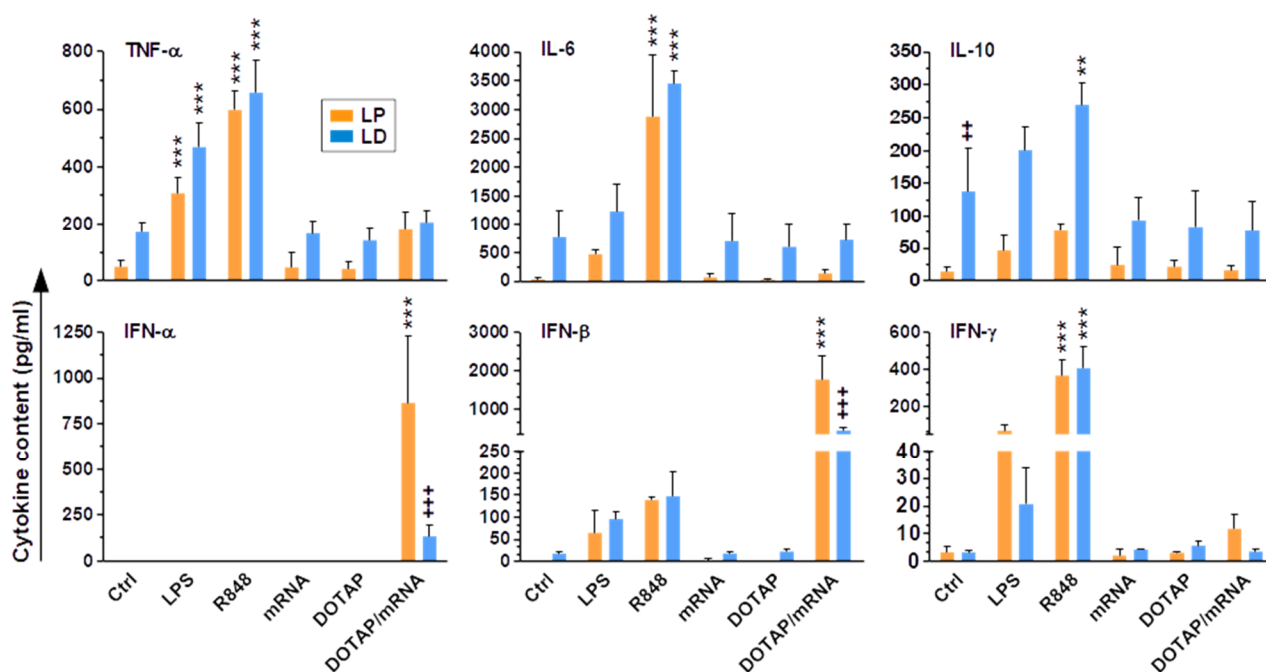 TNF-α
800
600
400
200
0
***
***
***
***
LP
LD
IL-6
4000
3500
3000
2500
2000
1500
1000
500
0
***
***
IL-10
350
300
250
200
150
100
50
0
‡‡
**
Cytokine content (pg/ml)
IFN-α
1250
1000
750
500
250
0
***
‡‡‡
IFN-β
3000
2000
1000
250
200
150
100
50
0
***
‡‡‡
IFN-γ
600
400
200
40
30
20
10
0
***
***
Ctrl
LPS
R848
mRNA
DOTAP
DOTAP/mRNA
Ctrl
LPS
R848
mRNA
DOTAP
DOTAP/mRNA
Ctrl
LPS
R848
mRNA
DOTAP
DOTAP/mRNA